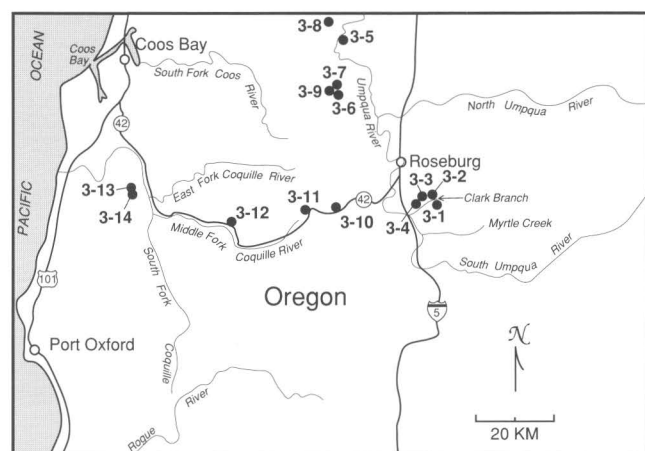 3-8
3-5
OCEAN
Coos Bay
Coos Bay
South Fork Coos River
3-7
3-9
3-6
Umpqua River
North Umpqua River
42
Roseburg
East Fork Coquille River
3-13
3-14
3-11
42
3-3
3-2
Clark Branch
3-12
3-10
3-4
3-1
Middle Fork Coquille River
Myrtle Creek
PACIFIC
South Fork Coquille
South Umpqua River
101
Oregon
5
Port Oxford
N
Rogue River
20 KM